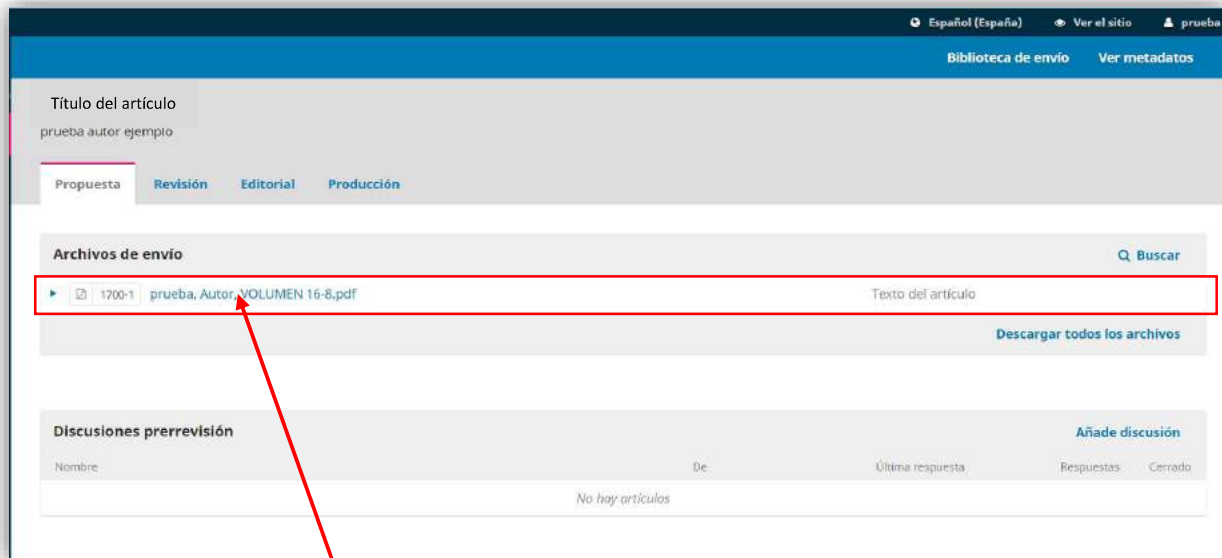 Español (España) Ver el sitio prueba
Biblioteca de envío Ver metadatos
Título del artículo
prueba autor ejemplo
Propuesta Revisión Editorial Producción
Archivos de envío Buscar
1700-1 prueba, Autor, VOLUMEN 16-8.pdf Texto del artículo
Descargar todos los archivos
Discusiones prerrevisión Añade discusión
Nombre De Última respuesta Respuestas Cerrado
No hay artículos